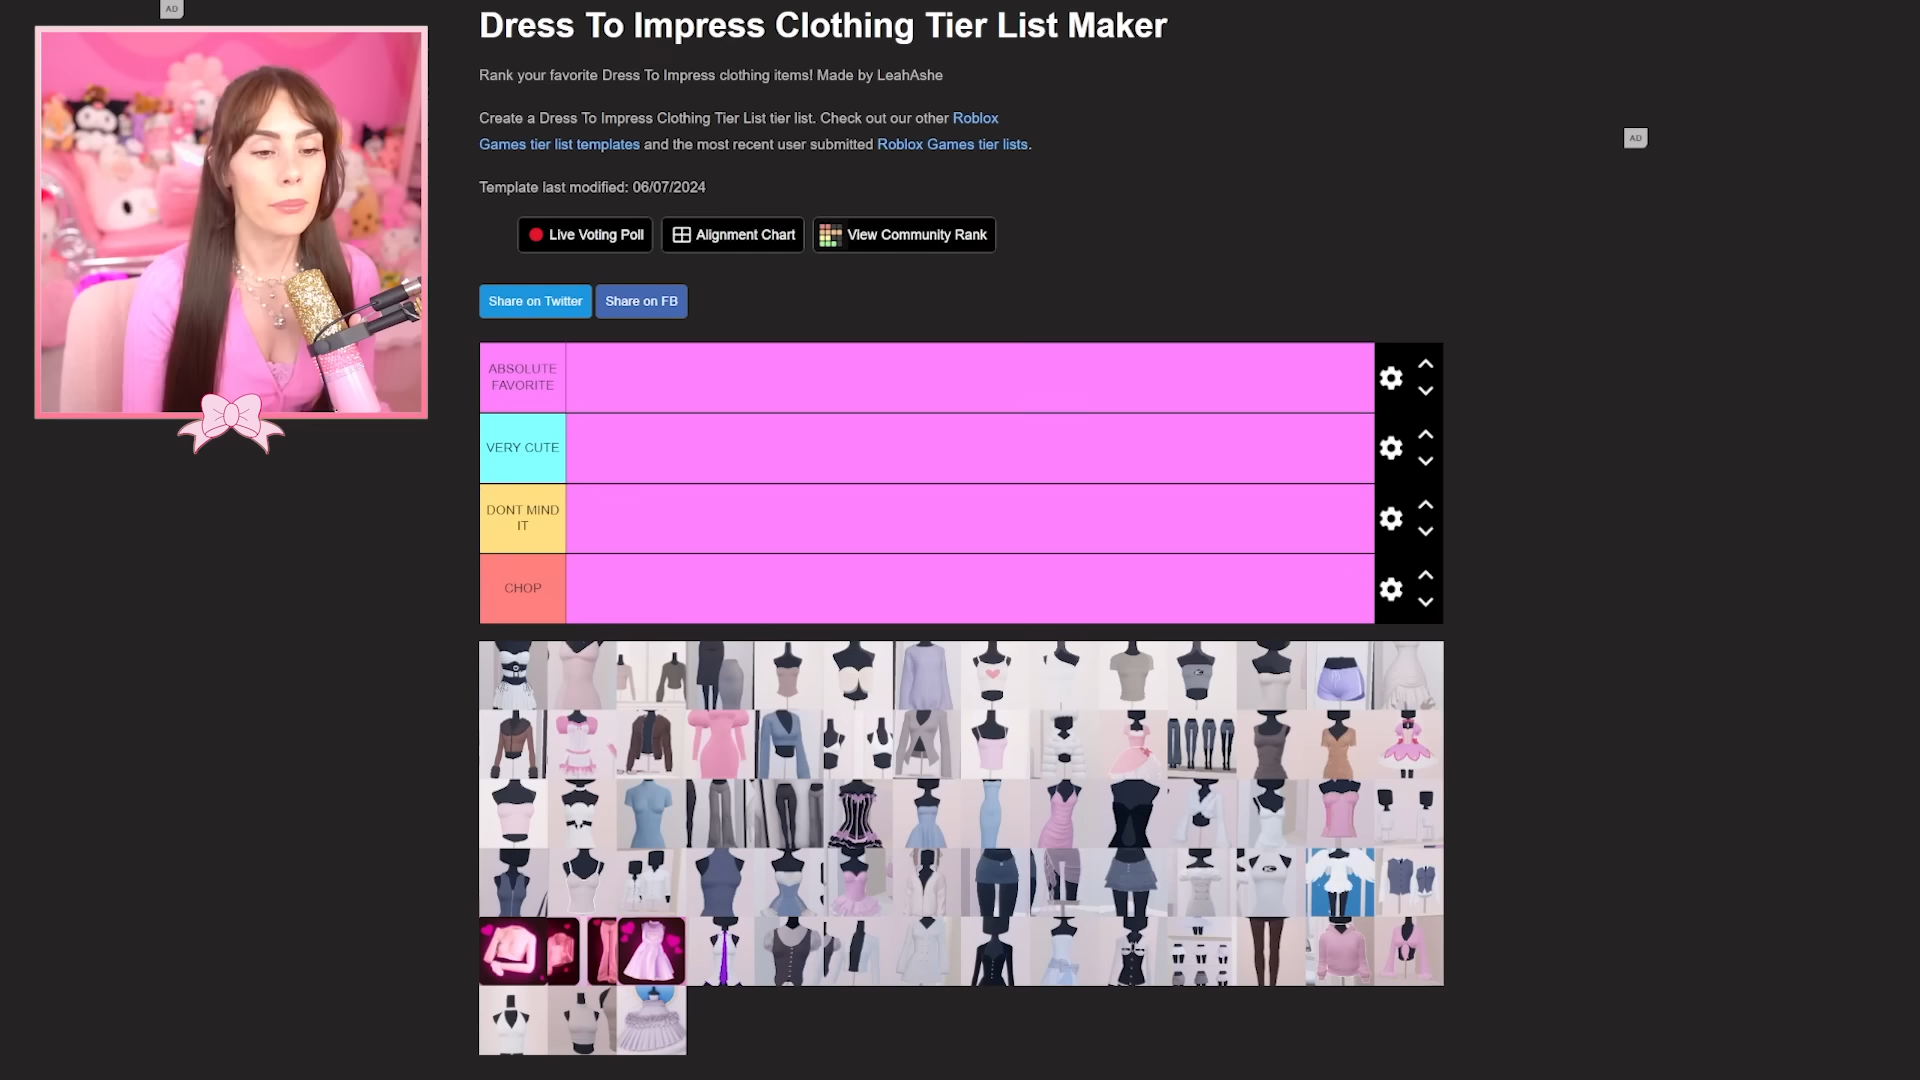 AD
Dress To Impress Clothing Tier List Maker
Rank your favorite Dress To Impress clothing items! Made by LeahAshe
Create a Dress To Impress Clothing Tier List tier list. Check out our other Roblox
Games tier list templates and the most recent user submitted Roblox Games tier lists.
AD
Template last modified: 06/07/2024
Live Voting Poll
Alignment Chart
View Community Rank
Share on Twitter
Share on FB
ABSOLUTE
FAVORITE
VERY CUTE
DONT MIND
IT
CHOP